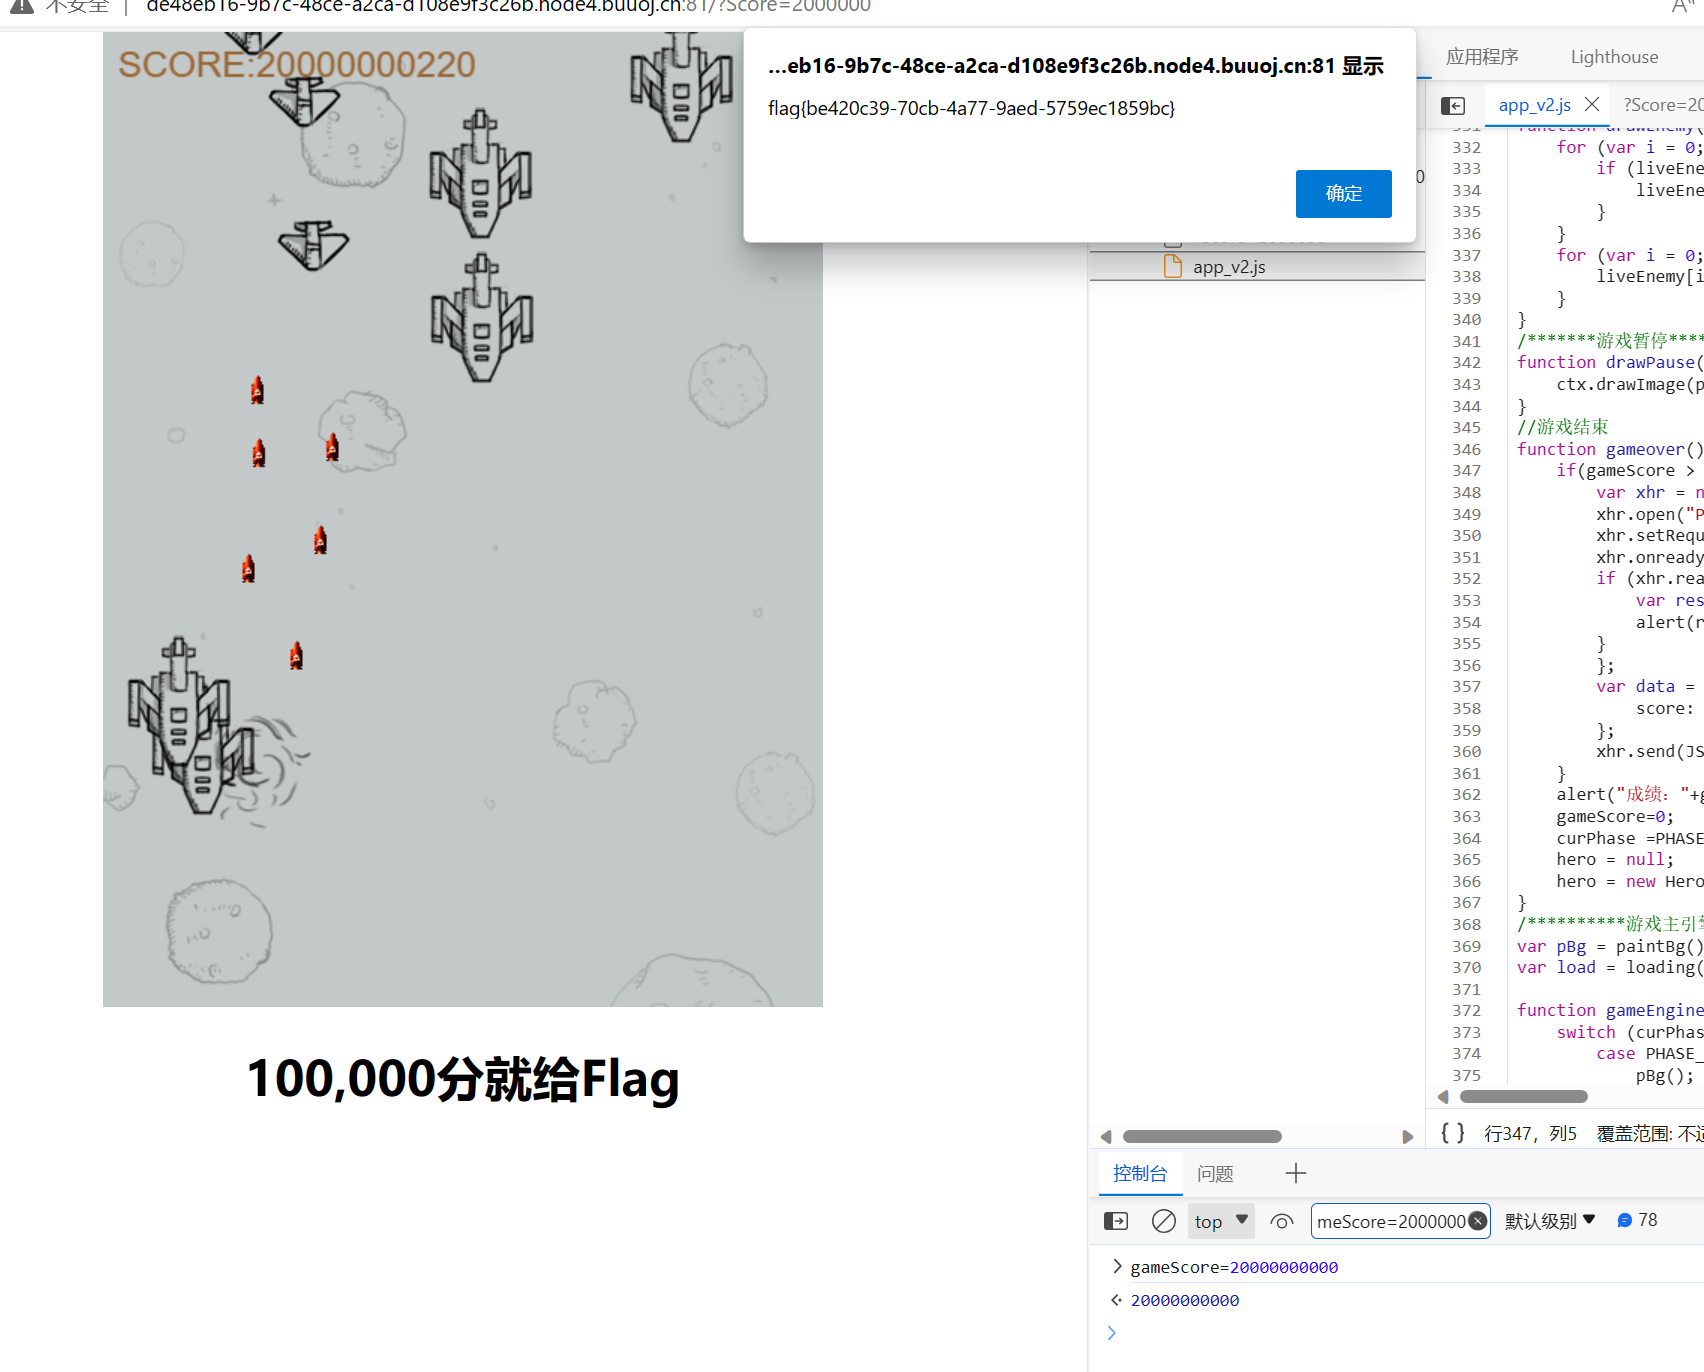 不安全 | de48eb16-9b7c-48ce-a2ca-d108e9f3c26b.node4.buuoj.cn:81/?Score=2000000
SCORE:20000000220
...eb16-9b7c-48ce-a2ca-d108e9f3c26b.node4.buuoj.cn:81 显示
flag{be420c39-70cb-4a77-9aed-5759ec1859bc}
确定
100,000分就给Flag
应用程序 Lighthouse
app_v2.js
app_v2.js ?Score=20
332 for (var i = 0;
333 if (liveEne
334 liveEne
335 }
336 }
337 for (var i = 0;
338 liveEnemy[i
339 }
340 }
341 /*******游戏暂停****
342 function drawPause(
343 ctx.drawImage(p
344 }
345 //游戏结束
346 function gameover()
347 if(gameScore >
348 var xhr = n
349 xhr.open("P
350 xhr.setRequ
351 xhr.onready
352 if (xhr.rea
353 var res
354 alert(r
355 }
356 };
357 var data =
358 score:
359 };
360 xhr.send(JS
361 }
362 alert("成绩: "+g
363 gameScore=0;
364 curPhase =PHASE
365 hero = null;
366 hero = new Hero
367 }
368 /**********游戏主引擎
369 var pBg = paintBg()
370 var load = loading(
371
372 function gameEngine
373 switch (curPhas
374 case PHASE_
375 pBg();
{ } 行347，列5 覆盖范围: 不适
控制台 问题
top meScore=2000000 默认级别 78
gameScore=20000000000
20000000000